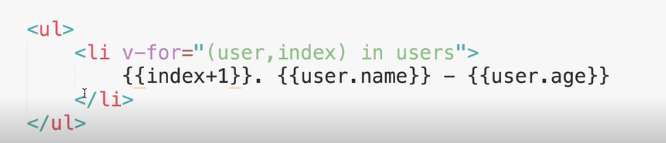 <ul>
<li v-for="(user,index) in users">
{{index+1}}. {{user.name}} - {{user.age}}
</li>
</ul>